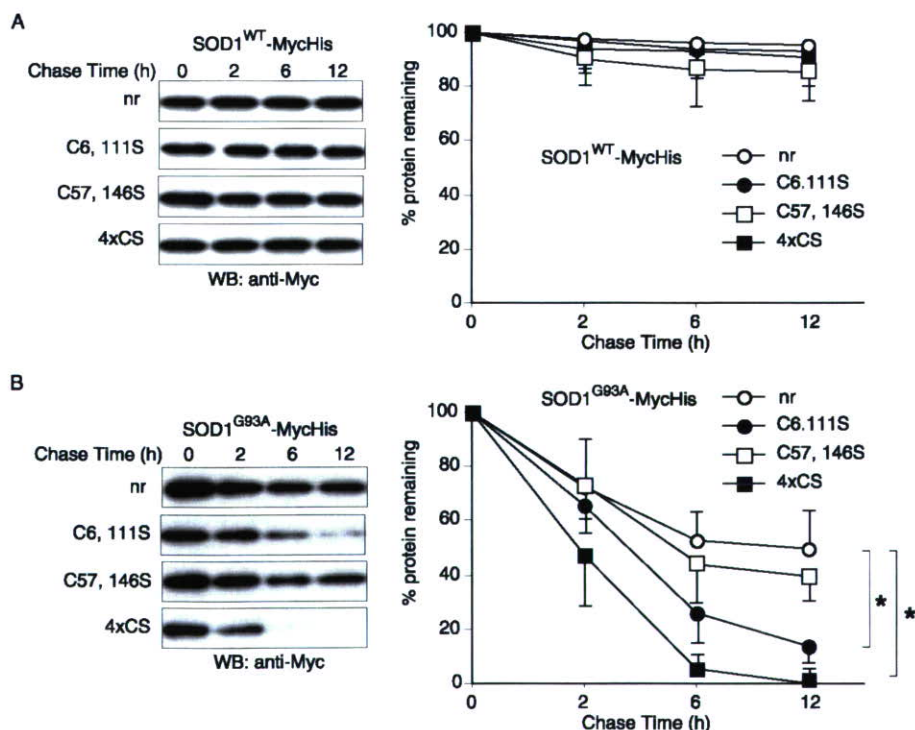 A
SOD1WT-MycHis
Chase Time (h) 0 2 6 12
nr
C6, 111S
C57, 146S
4xCS
WB: anti-Myc
% protein remaining
100
80
60
40
20
0
SOD1WT-MycHis
nr
C6.111S
C57, 146S
4xCS
0 2 6 12
Chase Time (h)
B
SOD1G93A-MycHis
Chase Time (h) 0 2 6 12
nr
C6, 111S
C57, 146S
4xCS
WB: anti-Myc
% protein remaining
100
80
60
40
20
0
SOD1G93A-MycHis
nr
C6.111S
C57, 146S
4xCS
*
*
0 2 6 12
Chase Time (h)